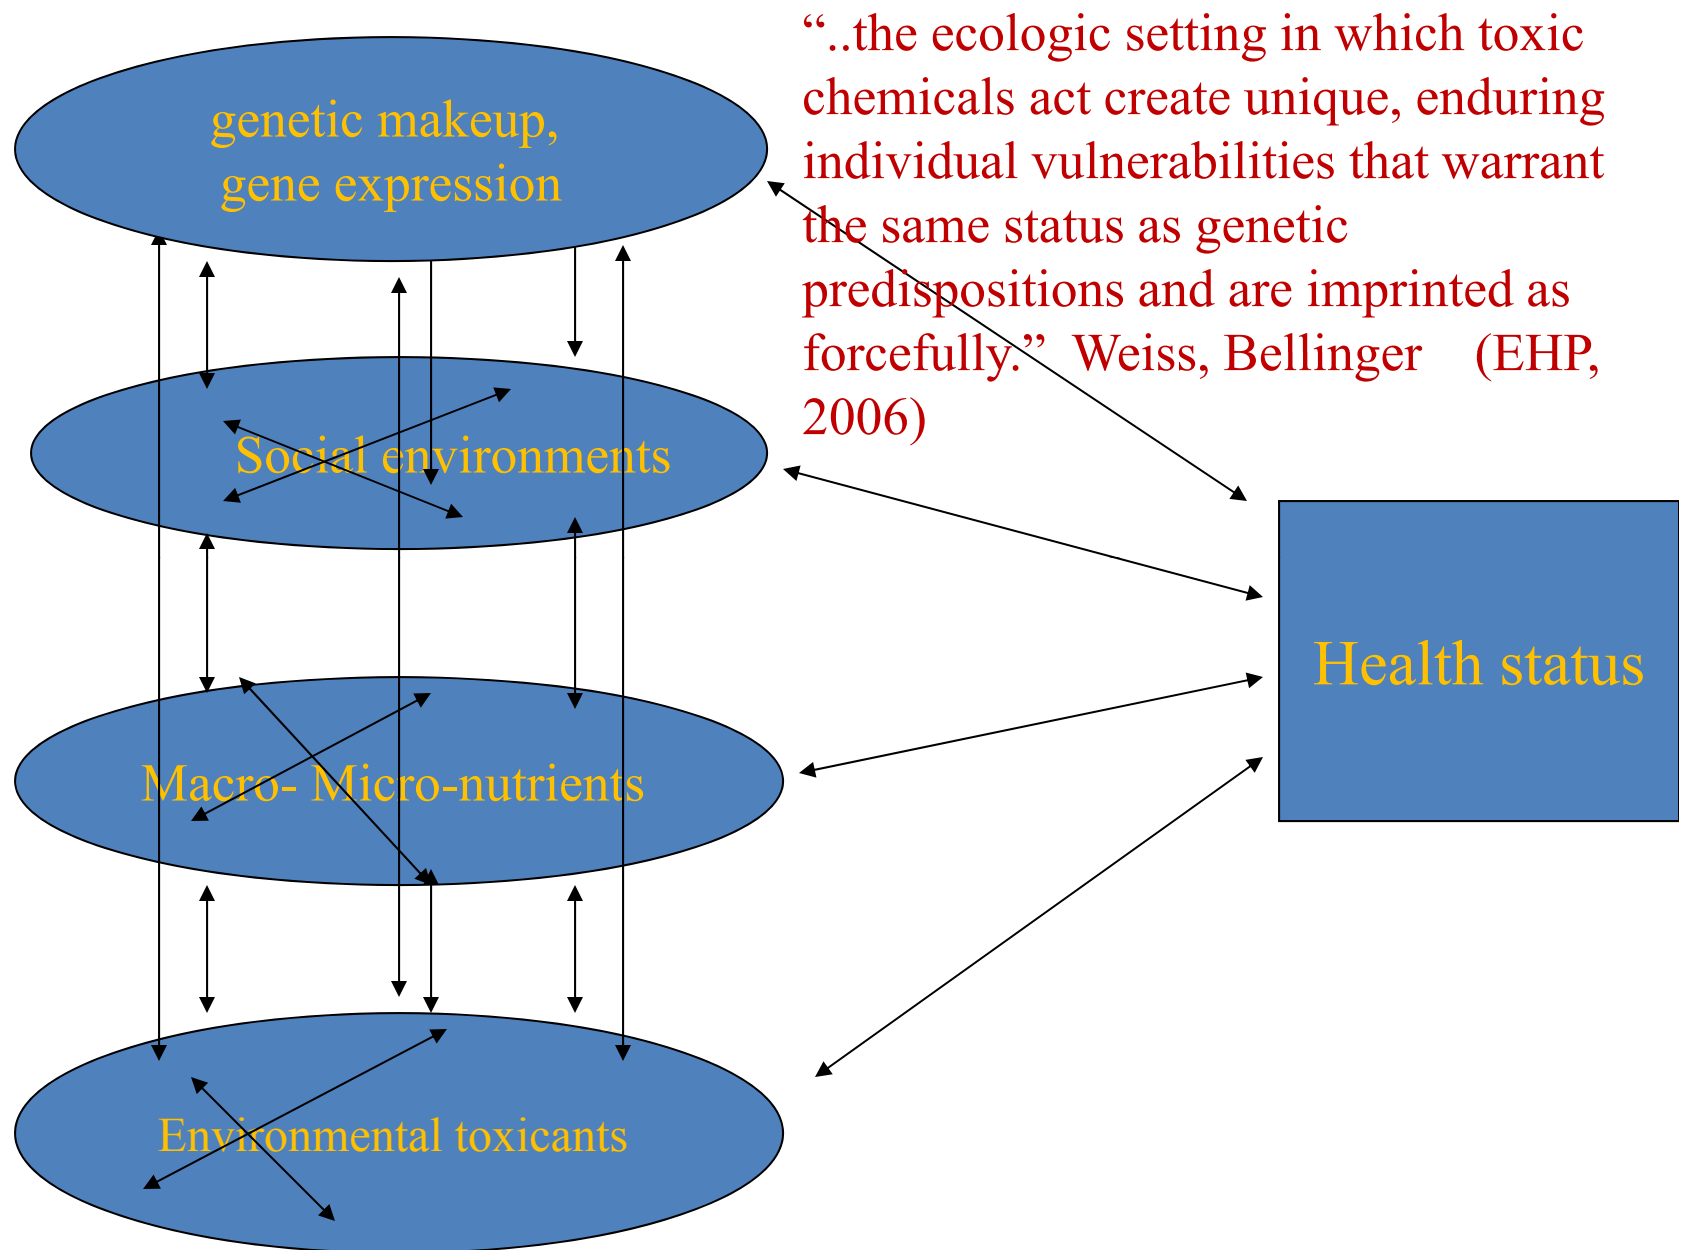 genetic makeup,
gene expression
“..the ecologic setting in which toxic
chemicals act create unique, enduring
individual vulnerabilities that warrant
the same status as genetic
predispositions and are imprinted as
forcefully.”  Weiss, Bellinger    (EHP,
2006)
Social environments
Health status
Macro- Micro-nutrients
Environmental toxicants